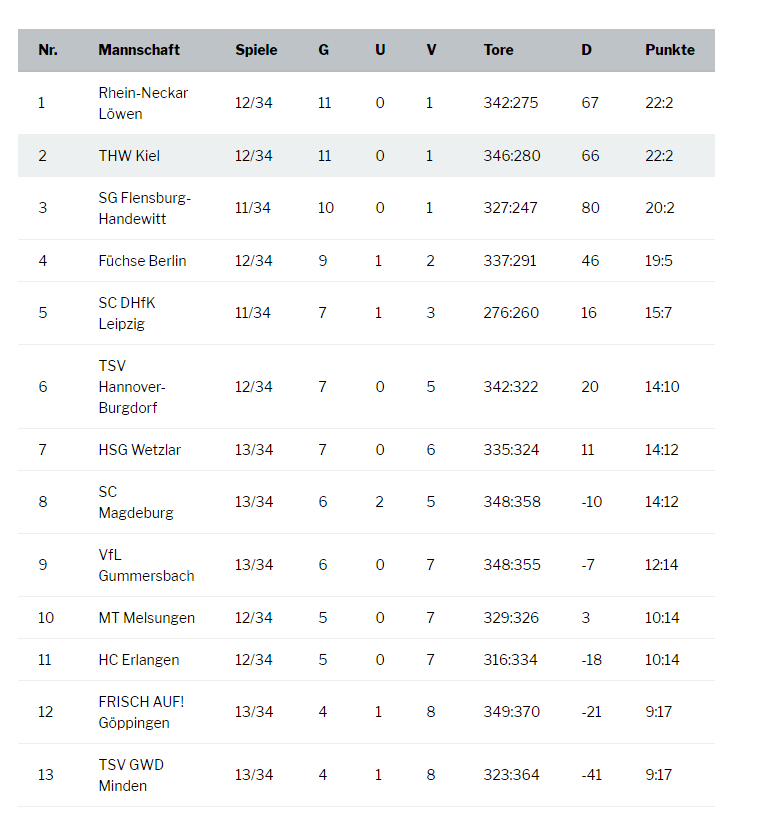 Nr. Mannschaft Spiele G U V Tore D Punkte
1 Rhein-Neckar 12/34 11 0 1 342:275 67 22:2
Löwen
2 THW Kiel 12/34 11 0 1 346:280 66 22:2
3 SG Flensburg- 11/34 10 0 1 327:247 80 20:2
Handewitt
4 Füchse Berlin 12/34 9 1 2 337:291 46 19:5
5 SC DHfK 11/34 7 1 3 276:260 16 15:7
Leipzig
TSV
6 Hannover- 12/34 7 0 5 342:322 20 14:10
Burgdorf
7 HSG Wetzlar 13/34 7 0 6 335:324 11 14:12
8 SC 13/34 6 2 5 348:358 -10 14:12
Magdeburg
9 VfL 13/34 6 0 7 348:355 -7 12:14
Gummersbach
10 MT Melsungen 12/34 5 0 7 329:326 3 10:14
11 HC Erlangen 12/34 5 0 7 316:334 -18 10:14
12 FRISCH AUF! 13/34 4 1 8 349:370 -21 9:17
Göppingen
13 TSV GWD 13/34 4 1 8 323:364 -41 9:17
Minden